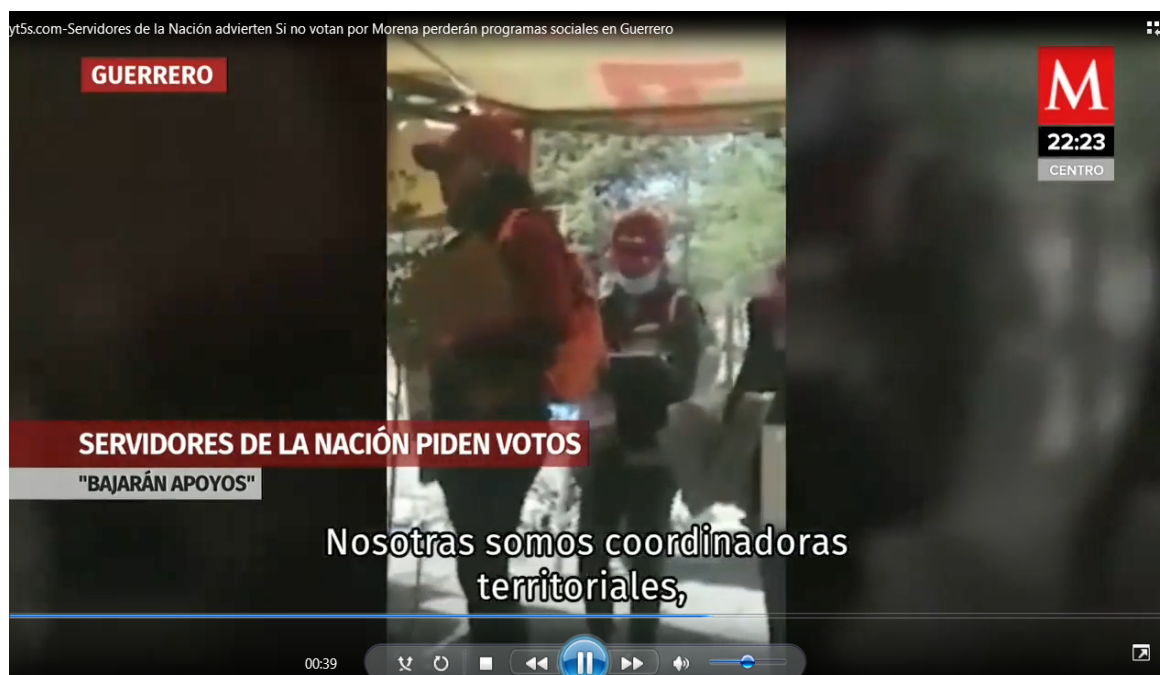 yt5s.com-Servidores de la Nación advierten Si no votan por Morena perderán programas sociales en Guerrero
GUERRERO
M
22:23
CENTRO
SERVIDORES DE LA NACIÓN PIDEN VOTOS
"BAJARÁN APOYOS"
Nosotras somos coordinadoras
territoriales,
00:39